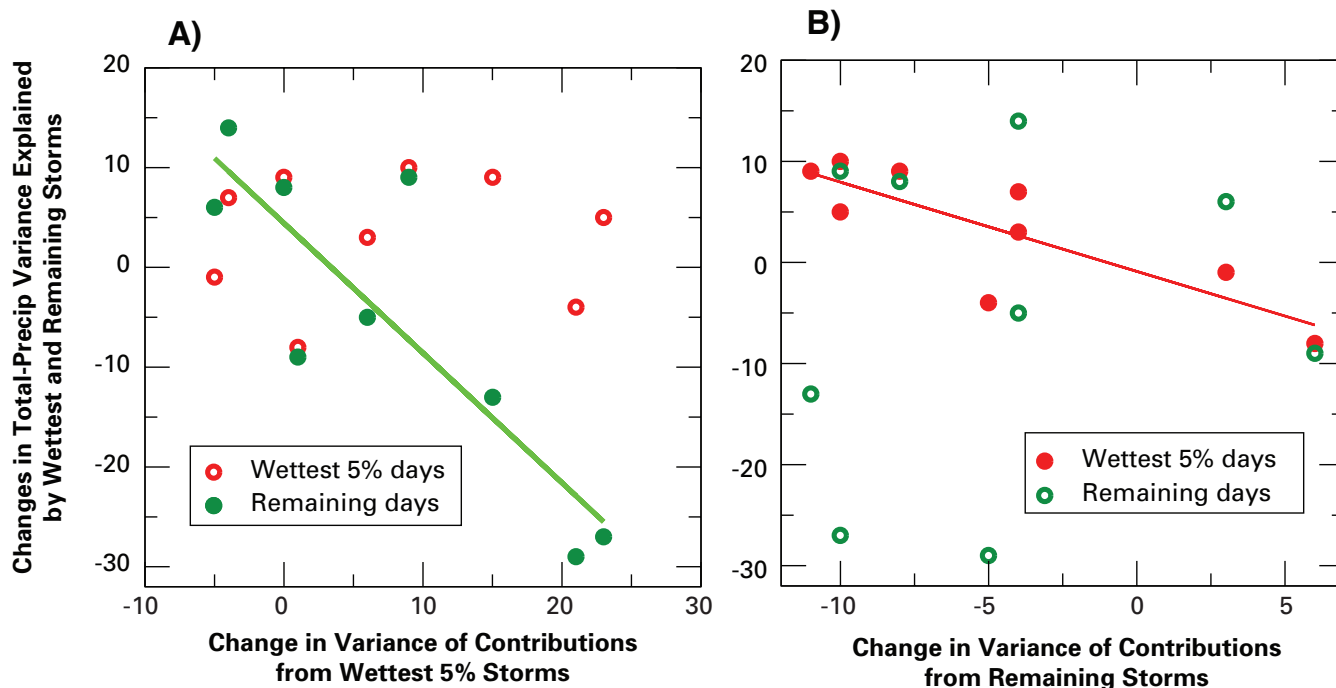 A)
B)
Changes in Total-Precip Variance Explained
by Wettest and Remaining Storms
20
10
0
-10
-20
-30
-10
0
10
20
30
Wettest 5% days
Remaining days
Change in Variance of Contributions
from Wettest 5% Storms
20
10
0
-10
-20
-30
-10
-5
0
5
Wettest 5% days
Remaining days
Change in Variance of Contributions
from Remaining Storms